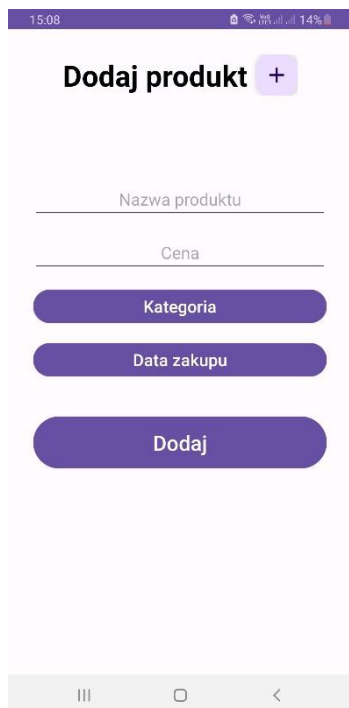 15:08 14%
Dodaj produkt +
Nazwa produktu
Cena
Kategoria
Data zakupu
Dodaj